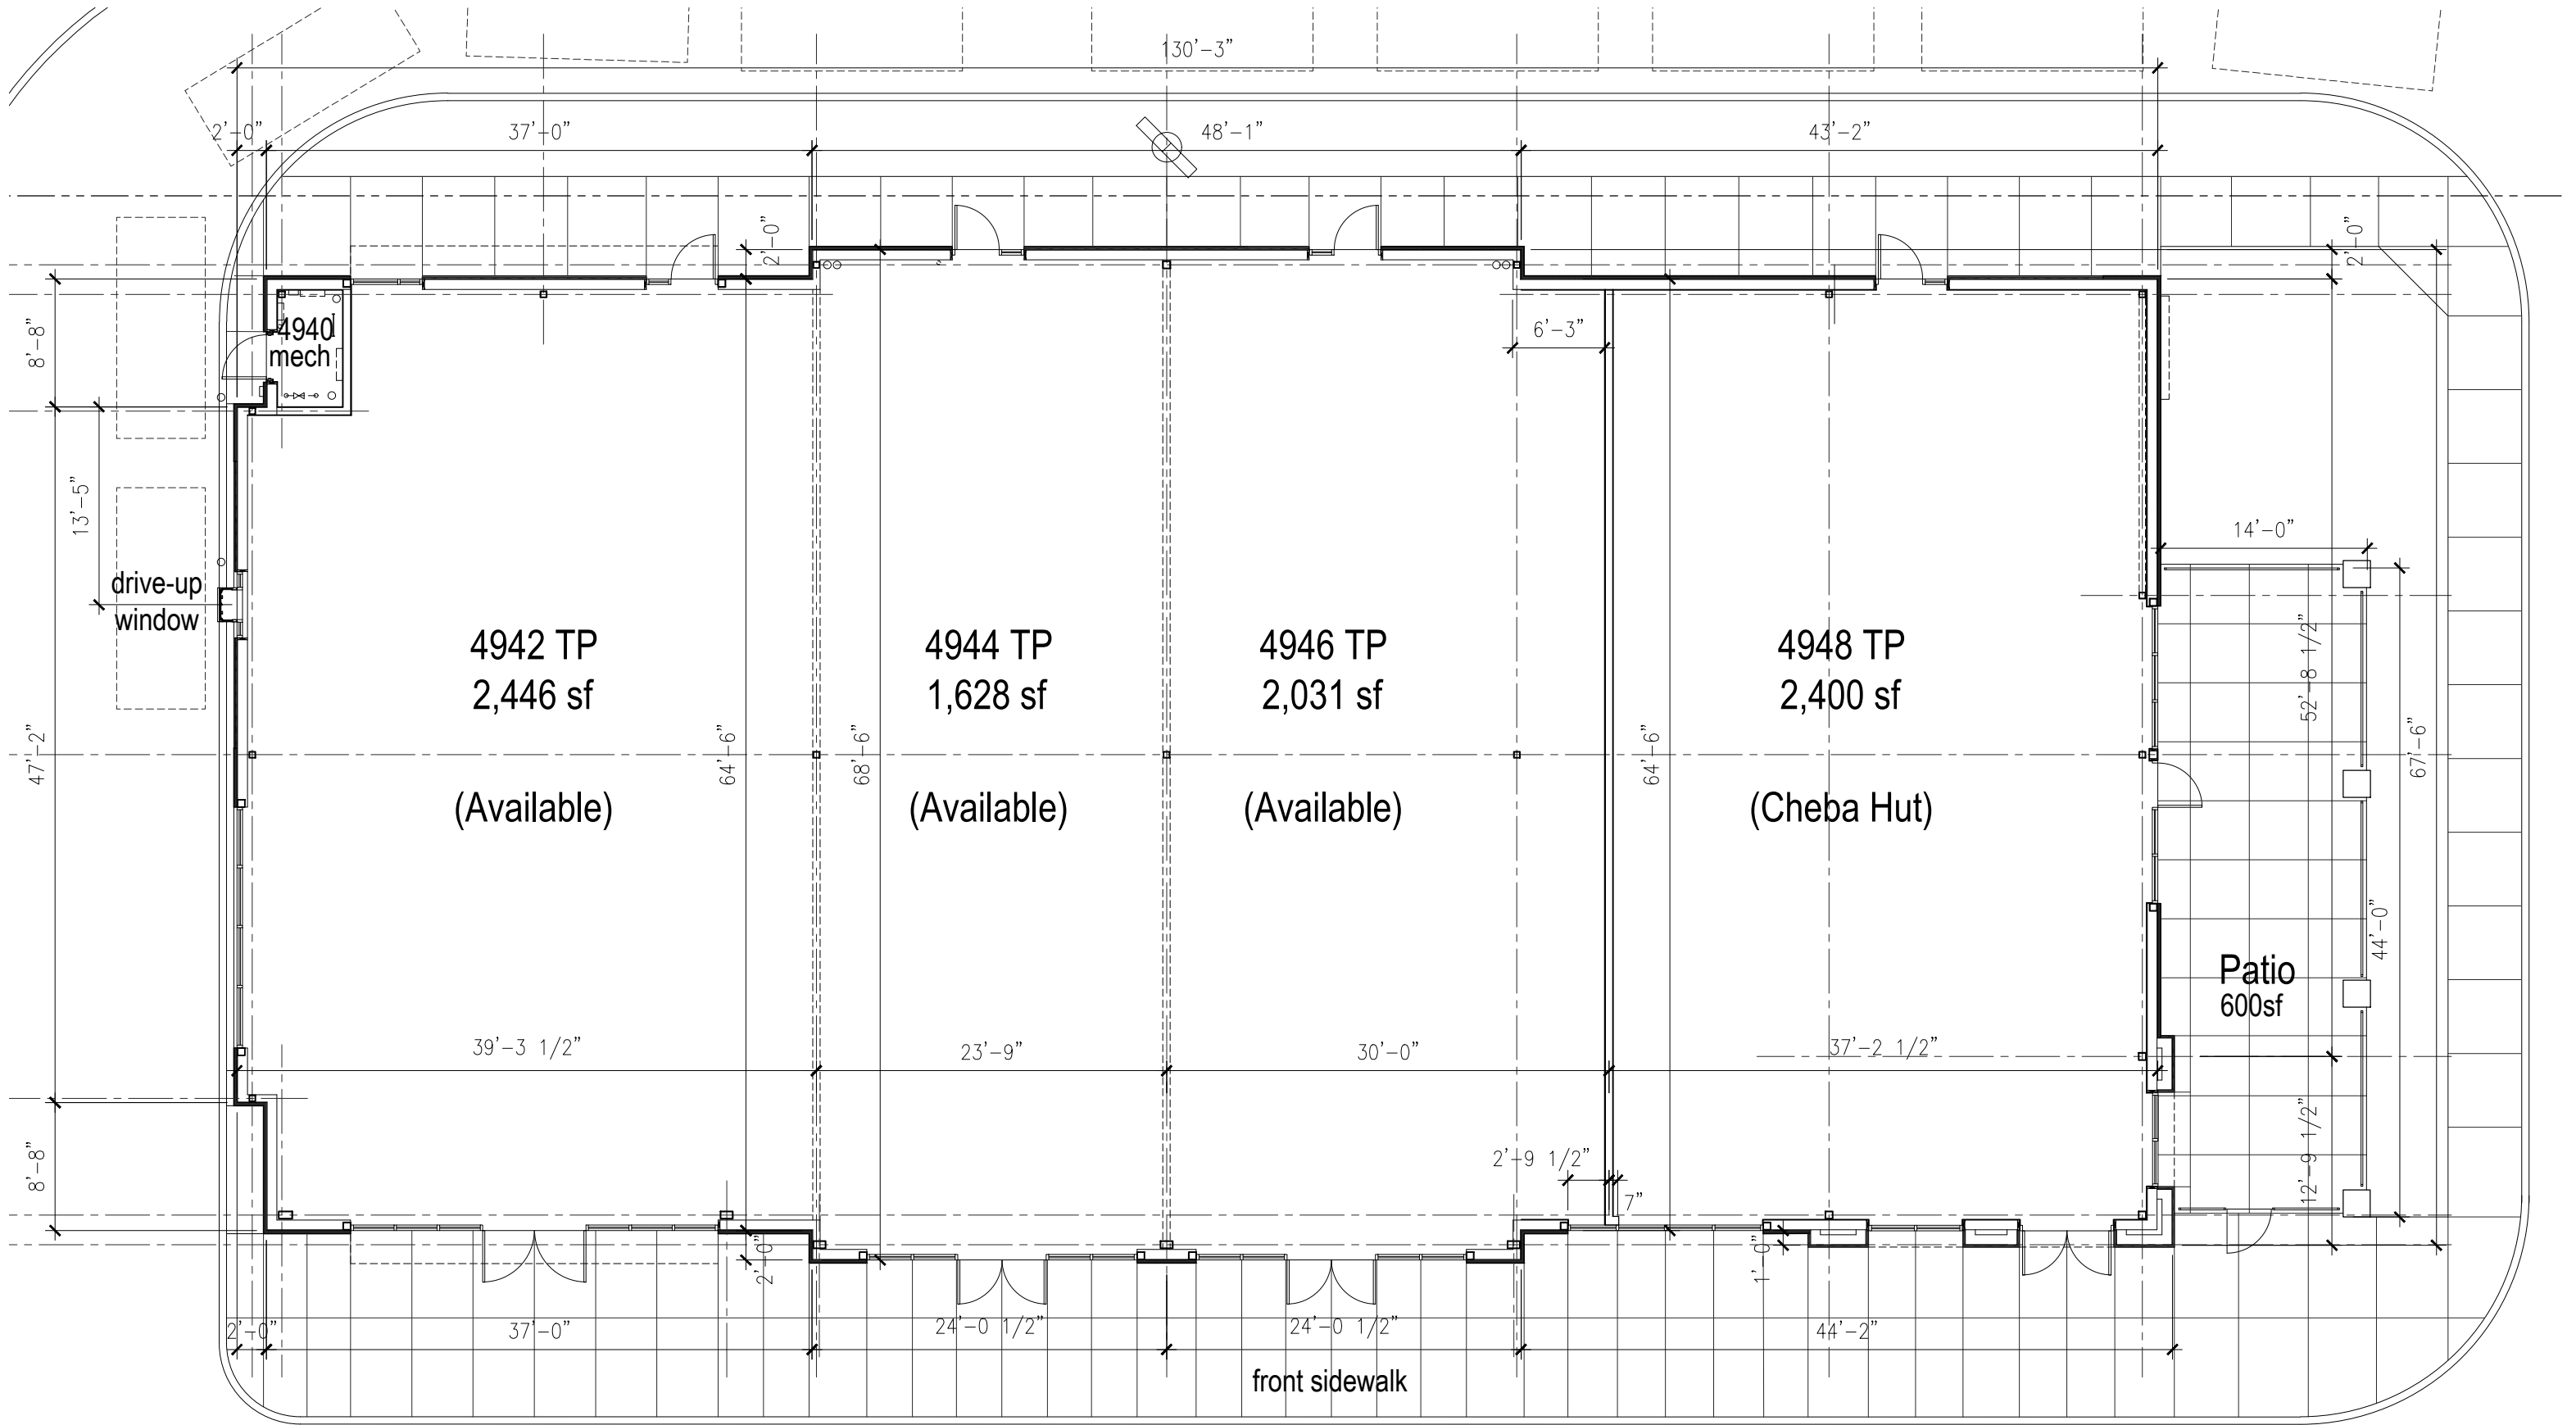 130'-3"
2'-0"
37'-0"
48'-1"
43'-2"
2'-0"
2'-0"
8'-8"
4940
mech
6'-3"
13'-5"
14'-0"
drive-up
window
4942 TP
2,446 sf
(Available)
4944 TP
1,628 sf
(Available)
4946 TP
2,031 sf
(Available)
4948 TP
2,400 sf
(Cheba Hut)
47'-2"
64'-6"
68'-6"
64'-6"
52'-8 1/2"
67'-6"
44'-0"
Patio
600sf
39'-3 1/2"
23'-9"
30'-0"
37'-2 1/2"
8'-8"
2'-9 1/2"
7"
12'-9 1/2"
2'-0"
1'-0"
2'-0"
37'-0"
24'-0 1/2"
24'-0 1/2"
44'-2"
front sidewalk